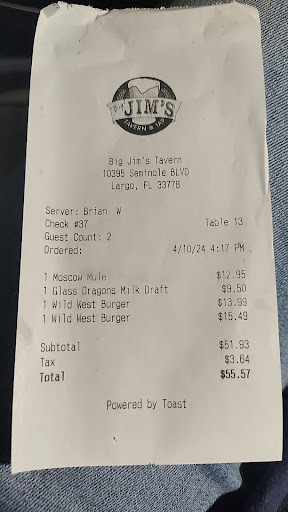 JIM'S
TAVERN & TAP
Big Jim's Tavern
10395 Seminole BLVD
Largo, FL 33778
Server: Brian W
Check #37 Table 13
Guest Count: 2
Ordered: 4/10/24 4:17 PM
1 Moscow Mule $12.95
1 Glass Dragons Milk Draft $9.50
1 Wild West Burger $13.99
1 Wild West Burger $15.49
Subtotal $51.93
Tax $3.64
Total $55.57
Powered by Toast